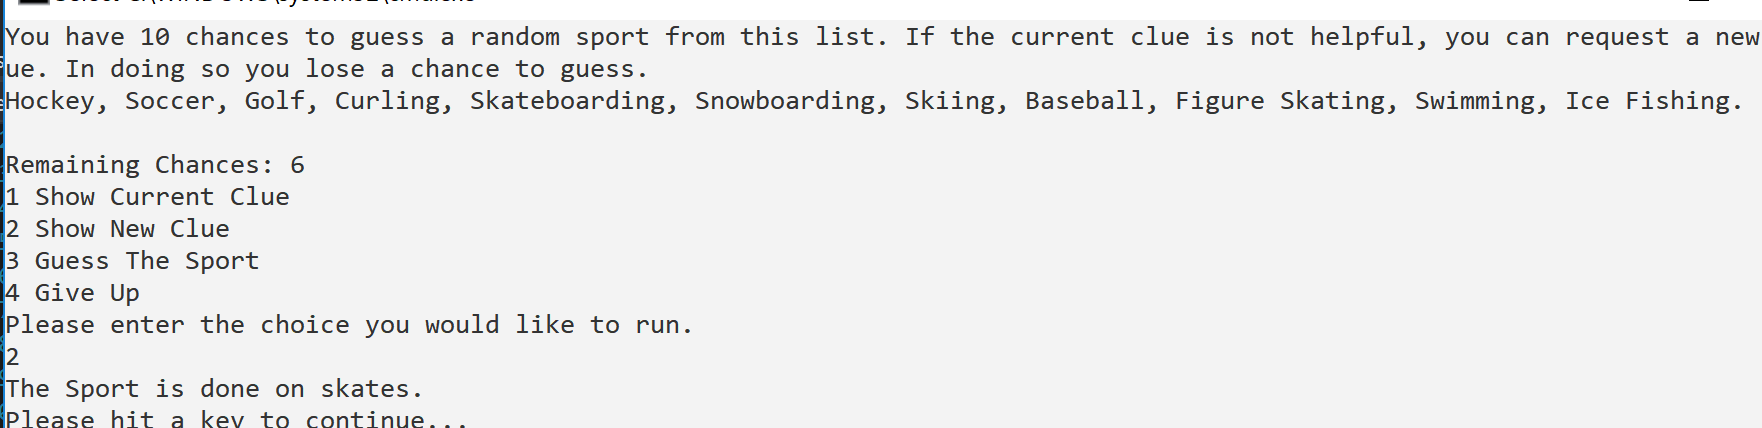 You have 10 chances to guess a random sport from this list. If the current clue is not helpful, you can request a new
ue. In doing so you lose a chance to guess.
Hockey, Soccer, Golf, Curling, Skateboarding, Snowboarding, Skiing, Baseball, Figure Skating, Swimming, Ice Fishing.
Remaining Chances: 6
1 Show Current Clue
2 Show New Clue
3 Guess The Sport
4 Give Up
Please enter the choice you would like to run.
2
The Sport is done on skates.
Please hit a key to continue...